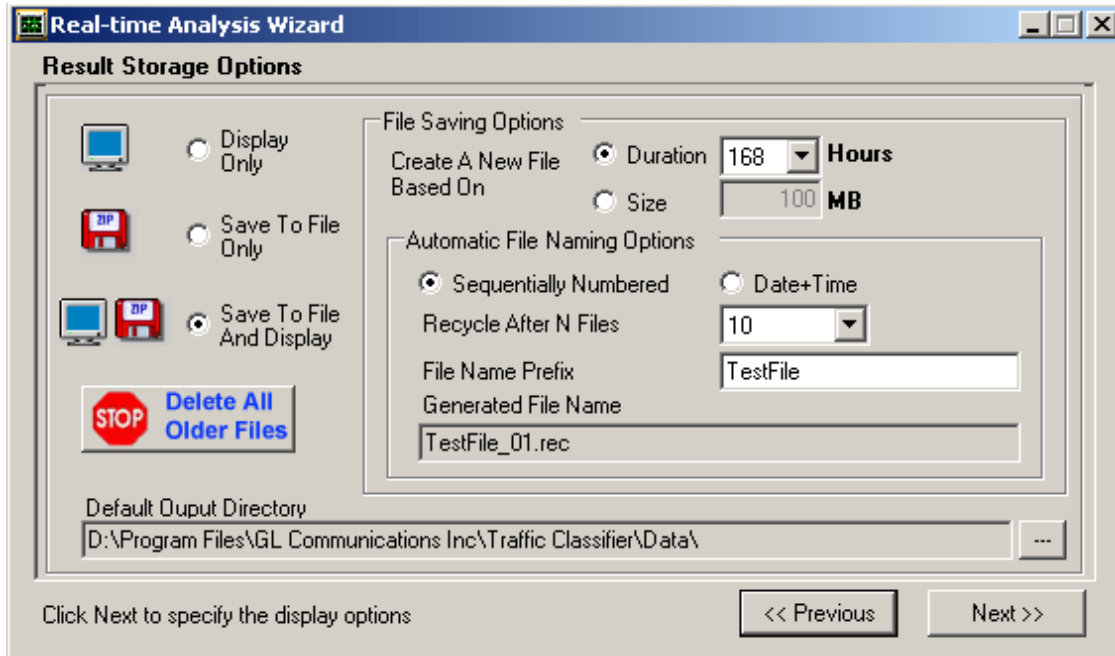 Real-time Analysis Wizard
Result Storage Options
Display
Only
ZIP
Save To File
Only
ZIP
Save To File
And Display
STOP
Delete All
Older Files
File Saving Options
Create A New File
Based On
Duration
168
Hours
Size
100
MB
Automatic File Naming Options
Sequentially Numbered
Date+Time
Recycle After N Files
10
File Name Prefix
TestFile
Generated File Name
TestFile_01.rec
Default Ouput Directory
D:\Program Files\GL Communications Inc\Traffic Classifier\Data\
...
Click Next to specify the display options
<< Previous
Next >>